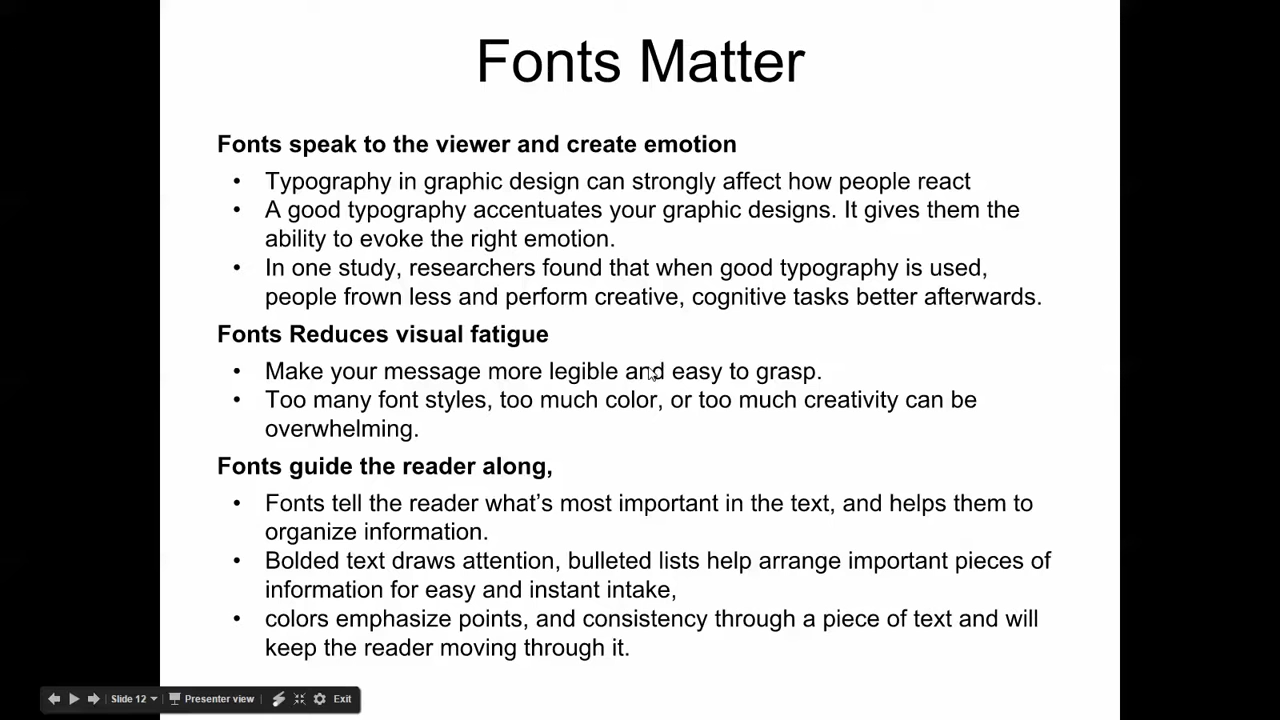 Fonts Matter
Fonts speak to the viewer and create emotion
• Typography in graphic design can strongly affect how people react
• A good typography accentuates your graphic designs. It gives them the
ability to evoke the right emotion.
• In one study, researchers found that when good typography is used,
people frown less and perform creative, cognitive tasks better afterwards.
Fonts Reduces visual fatigue
• Make your message more legible and easy to grasp.
• Too many font styles, too much color, or too much creativity can be
overwhelming.
Fonts guide the reader along,
• Fonts tell the reader what’s most important in the text, and helps them to
organize information.
• Bolded text draws attention, bulleted lists help arrange important pieces of
information for easy and instant intake,
• colors emphasize points, and consistency through a piece of text and will
keep the reader moving through it.
Slide 12 Presenter view Exit